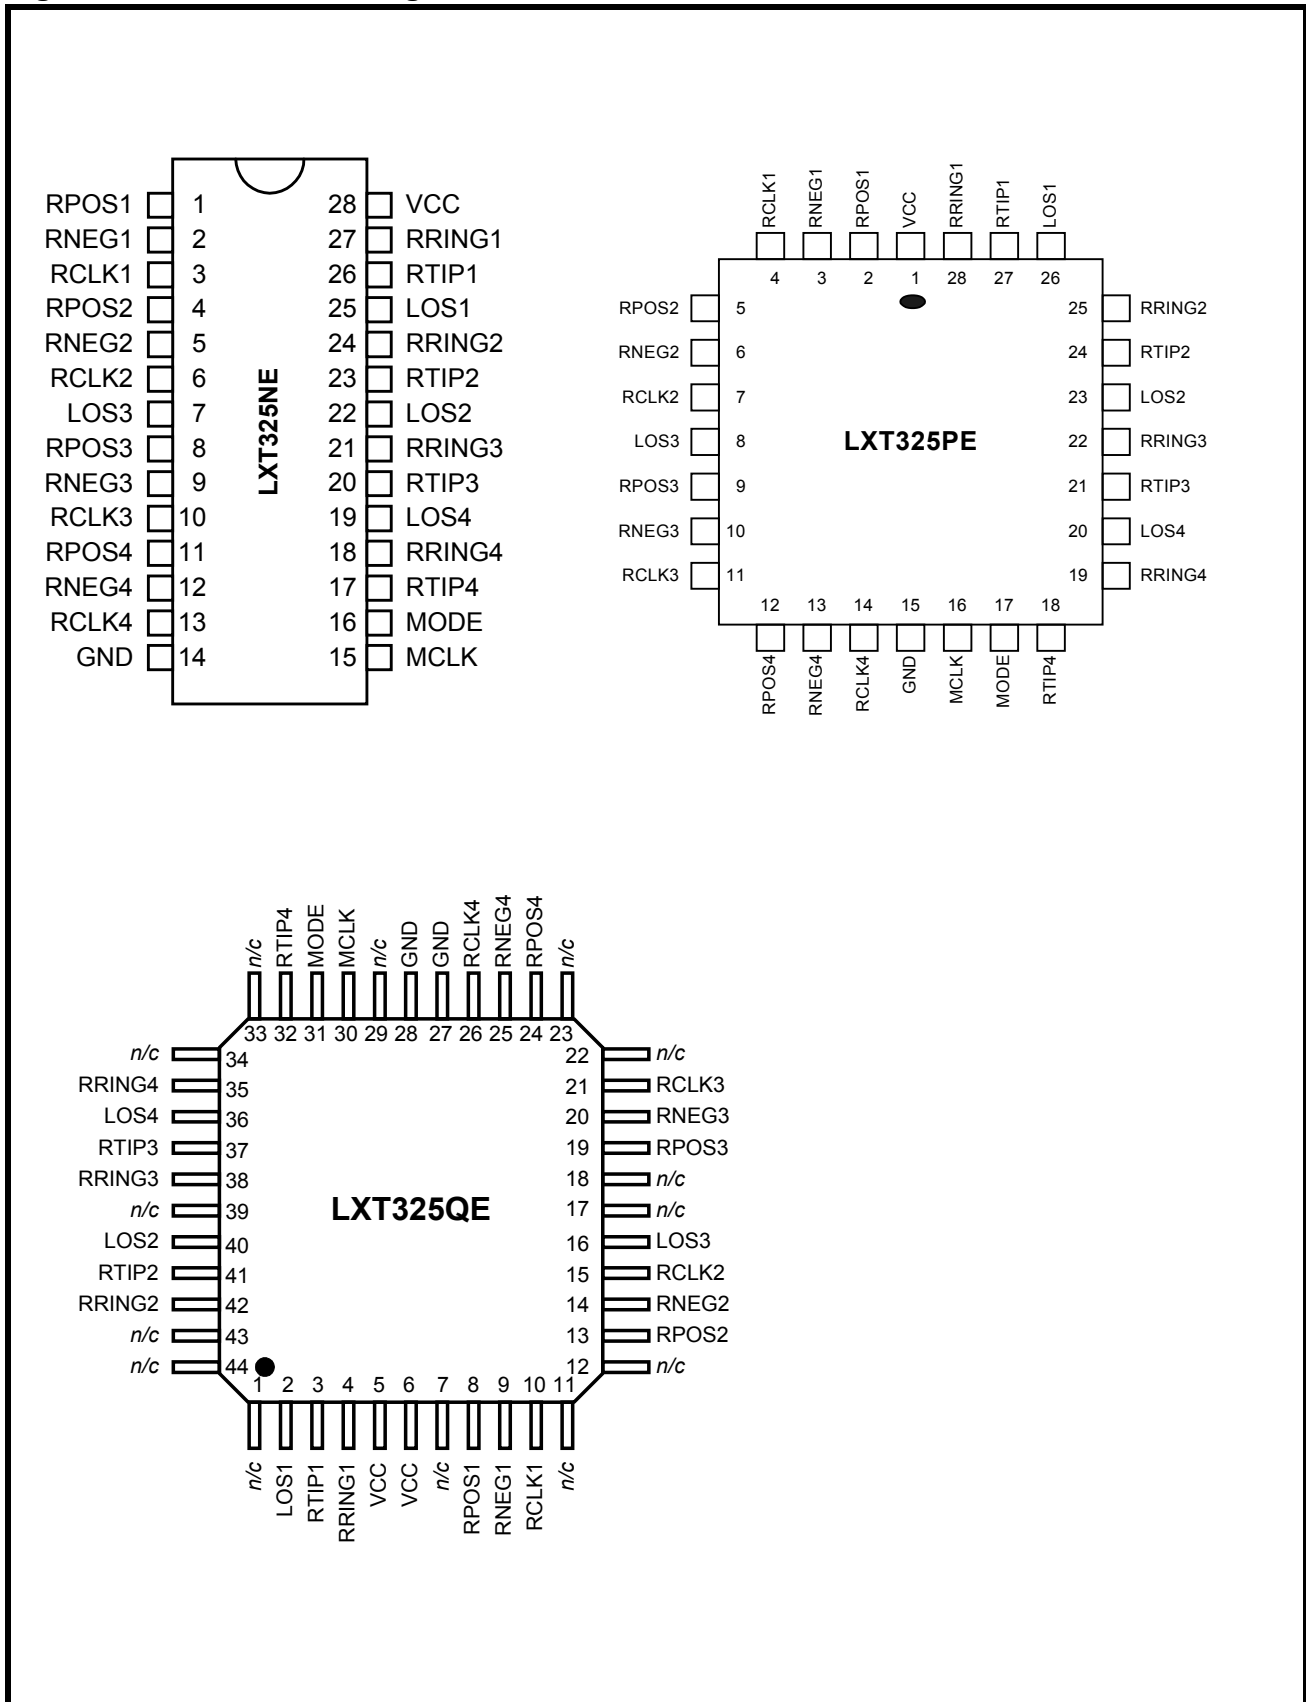 RPOS1 1 28 VCC
RNEG1 2 27 RRING1
RCLK1 3 26 RTIP1
RPOS2 4 25 LOS1
RNEG2 5 24 RRING2
RCLK2 6 23 RTIP2
LOS3 7 22 LOS2
RPOS3 8 21 RRING3
RNEG3 9 20 RTIP3
RCLK3 10 19 LOS4
RPOS4 11 18 RRING4
RNEG4 12 17 RTIP4
RCLK4 13 16 MODE
GND 14 15 MCLK
LXT325NE
RCLK1 RNEG1 RPOS1 VCC RRING1 RTIP1 LOS1
4 3 2 1 28 27 26
RPOS2 5 25 RRING2
RNEG2 6 24 RTIP2
RCLK2 7 23 LOS2
LOS3 8 22 RRING3
LXT325PE
RPOS3 9 21 RTIP3
RNEG3 10 20 LOS4
RCLK3 11 19 RRING4
12 13 14 15 16 17 18
RPOS4 RNEG4 RCLK4 GND MCLK MODE RTIP4
n/c RTIP4 MODE MCLK n/c GND GND RCLK4 RNEG4 RPOS4 n/c
33 32 31 30 29 28 27 26 25 24 23
n/c 34 22 n/c
RRING4 35 21 RCLK3
LOS4 36 20 RNEG3
RTIP3 37 19 RPOS3
RRING3 38 18 n/c
n/c 39 17 n/c
LXT325QE
LOS2 40 16 LOS3
RTIP2 41 15 RCLK2
RRING2 42 14 RNEG2
n/c 43 13 RPOS2
n/c 44 12 n/c
1 2 3 4 5 6 7 8 9 10 11
n/c LOS1 RTIP1 RRING1 VCC VCC n/c RPOS1 RNEG1 RCLK1 n/c